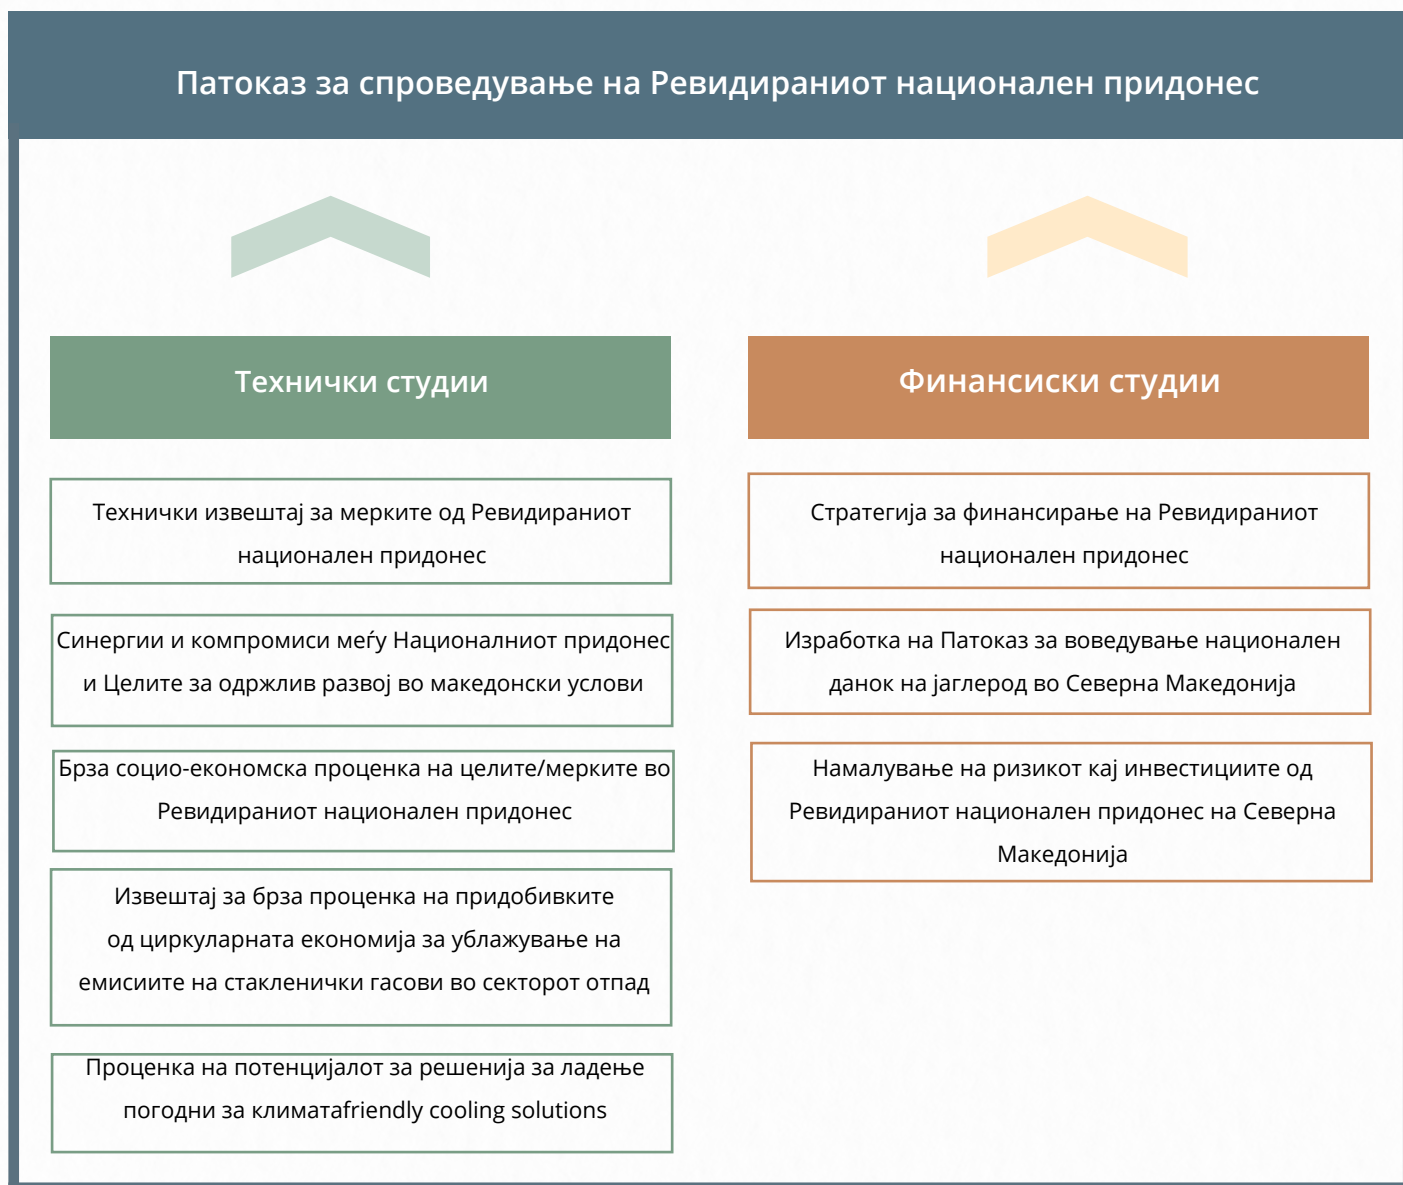 Патоказ за спроведување на Ревидираниот национален придонес
Технички студии
Технички извештај за мерките од Ревидираниот
национален придонес
Синергии и компромиси меѓу Националниот придонес
и Целите за одржлив развој во македонски услови
Брза социо-економска проценка на целите/мерките во
Ревидираниот национален придонес
Извештај за брза проценка на придобивките
од циркуларната економија за ублажување на
емисиите на стакленички гасови во секторот отпад
Проценка на потенцијалот за решенија за ладење
погодни за климатаfriendly cooling solutions
Финансиски студии
Стратегија за финансирање на Ревидираниот
национален придонес
Изработка на Патоказ за воведување национален
данок на јаглерод во Северна Македонија
Намалување на ризикот кај инвестициите од
Ревидираниот национален придонес на Северна
Македонија